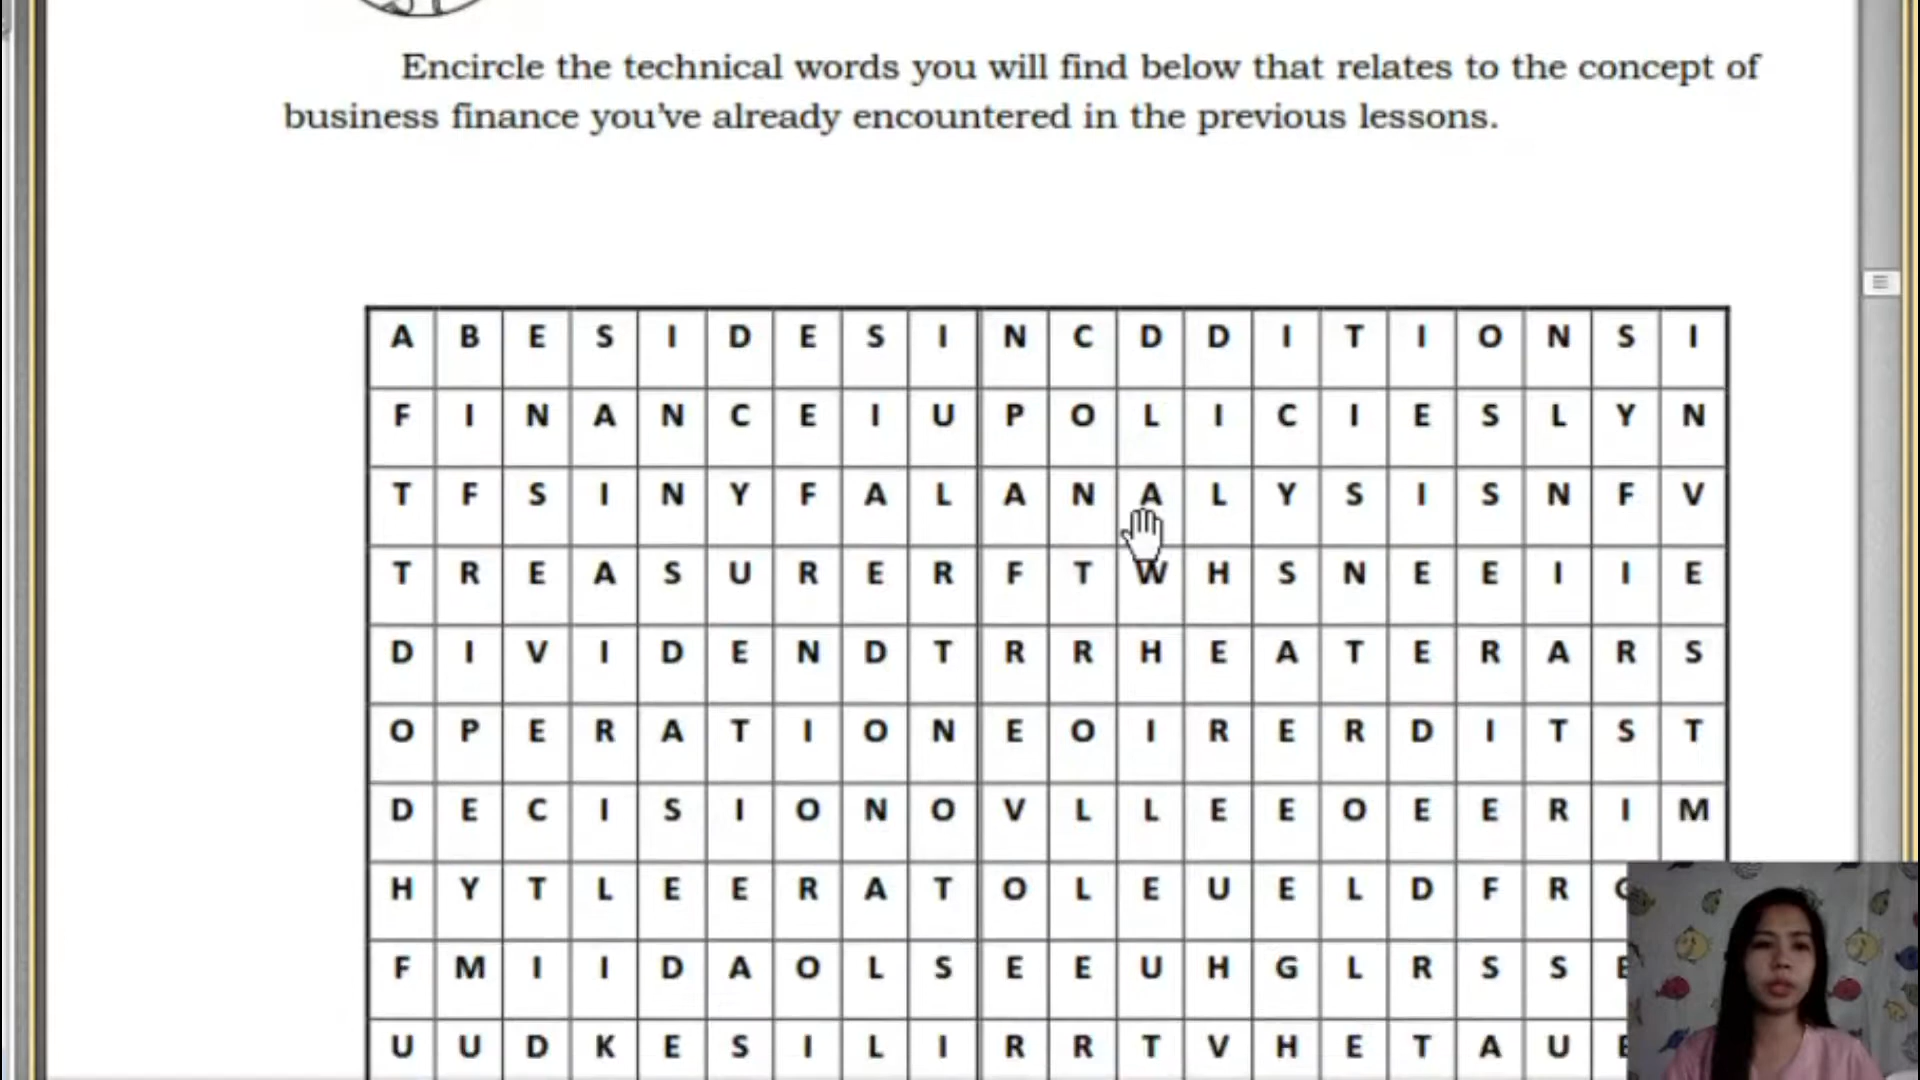 Encircle the technical words you will find below that relates to the concept of
business finance you've already encountered in the previous lessons.
A B E S I D E S I N C D D I T I O N S I
F I N A N C E I U P O L I C I E S L Y N
T F S I N Y F A L A N A L Y S I S N F V
T R E A S U R E R F T W H S N E E I I E
D I V I D E N D T R R H E A T E R A R S
O P E R A T I O N E O I R E R D I T S T
D E C I S I O N O V L L E E O E E R I M
H Y T L E E R A T O L E U E L D F R
F M I I D A O L S E E U H G L R S S
U U D K E S I L I R R T V H E T A U